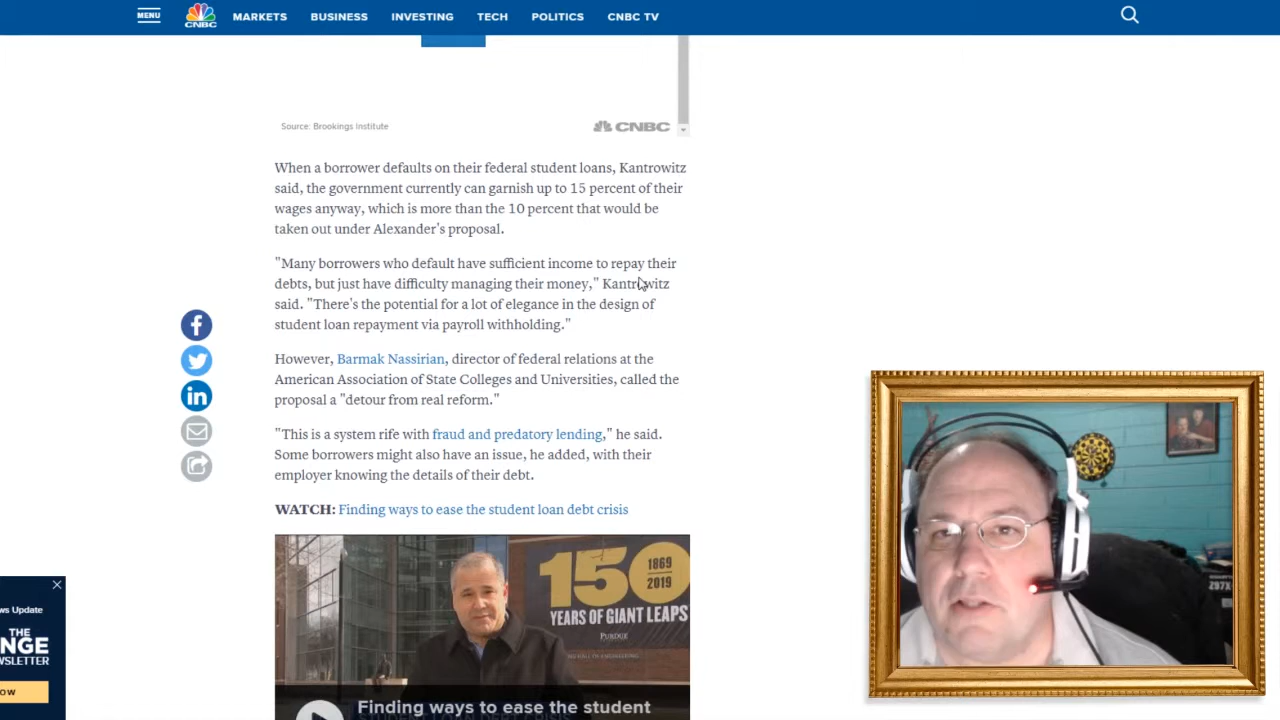 MENU
CNBC
MARKETS
BUSINESS
INVESTING
TECH
POLITICS
CNBC TV
Source: Brookings Institute
CNBC
When a borrower defaults on their federal student loans, Kantrowitz
said, the government currently can garnish up to 15 percent of their
wages anyway, which is more than the 10 percent that would be
taken out under Alexander's proposal.
"Many borrowers who default have sufficient income to repay their
debts, but just have difficulty managing their money," Kantrowitz
said. "There's the potential for a lot of elegance in the design of
student loan repayment via payroll withholding."
However, Barmak Nassirian, director of federal relations at the
American Association of State Colleges and Universities, called the
proposal a "detour from real reform."
"This is a system rife with fraud and predatory lending," he said.
Some borrowers might also have an issue, he added, with their
employer knowing the details of their debt.
WATCH: Finding ways to ease the student loan debt crisis
150
1869
2019
YEARS OF GIANT LEAPS
PURDUE
Finding ways to ease the student
ws Update
THE
NGE
WSLETTER
OW
297X